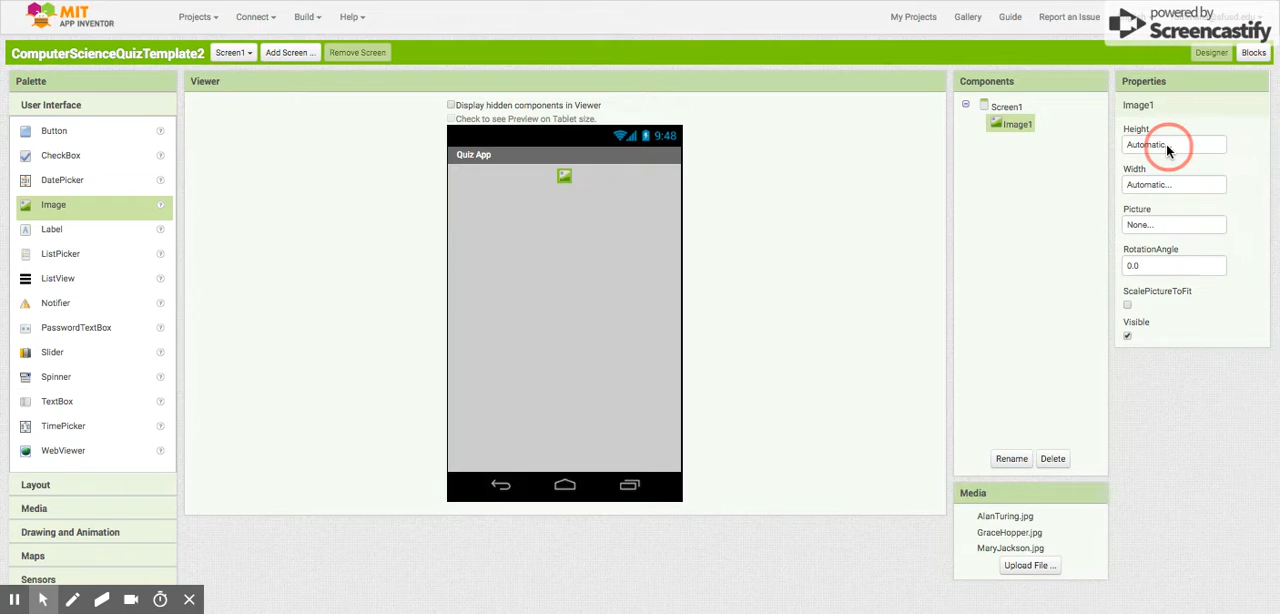 MIT
APP INVENTOR
Projects
Connect
Build
Help
My Projects
Gallery
Guide
Report an Issue
powered by
Screencastify
ComputerScienceQuizTemplate2
Screen1
Add Screen ...
Remove Screen
Designer
Blocks
Palette
User Interface
Button
CheckBox
DatePicker
Image
Label
ListPicker
ListView
Notifier
PasswordTextBox
Slider
Spinner
TextBox
TimePicker
WebViewer
Layout
Media
Drawing and Animation
Maps
Sensors
Viewer
Display hidden components in Viewer
Check to see Preview on Tablet size.
9:48
Quiz App
Components
Screen1
Image1
Rename
Delete
Media
AlanTuring.jpg
GraceHopper.jpg
MaryJackson.jpg
Upload File ...
Properties
Image1
Height
Automatic...
Width
Automatic...
Picture
None...
RotationAngle
0.0
ScalePictureToFit
Visible